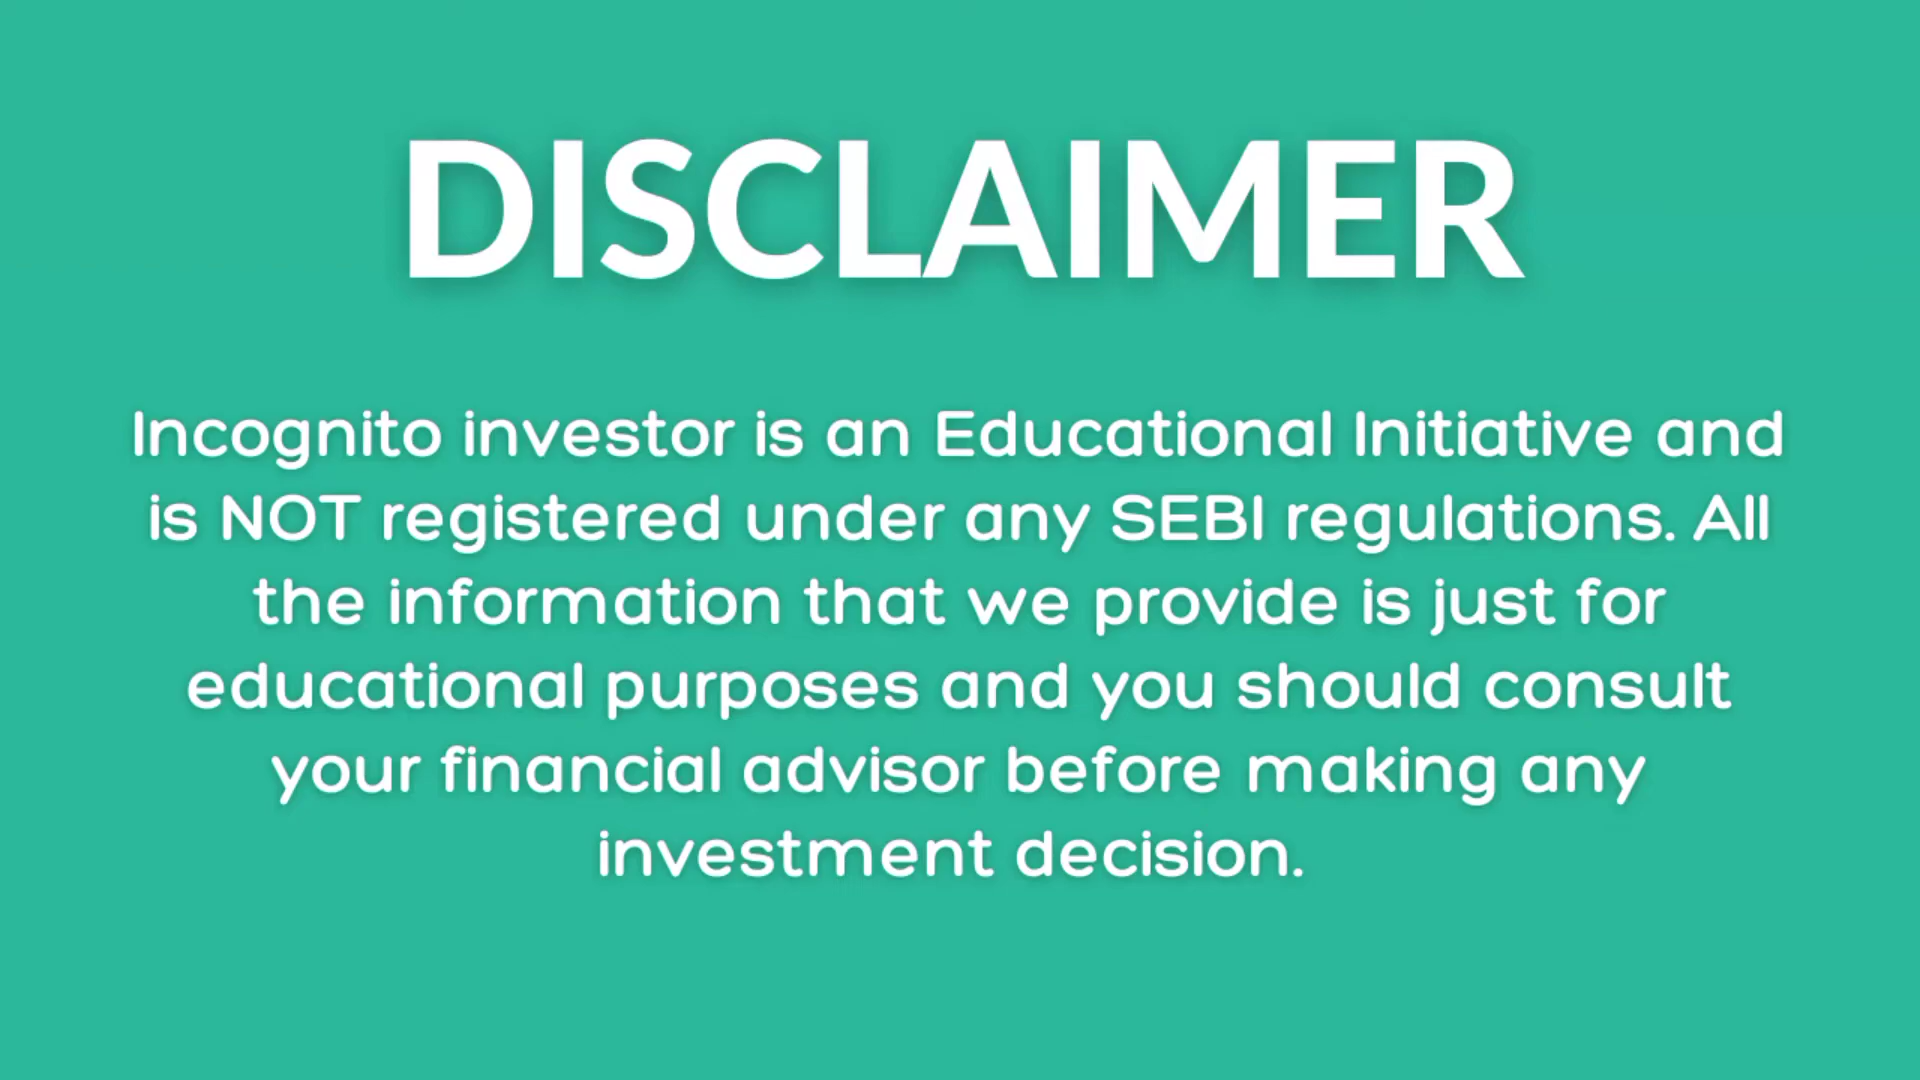 DISCLAIMER
Incognito investor is an Educational Initiative and
is NOT registered under any SEBI regulations. All
the information that we provide is just for
educational purposes and you should consult
your financial advisor before making any
investment decision.